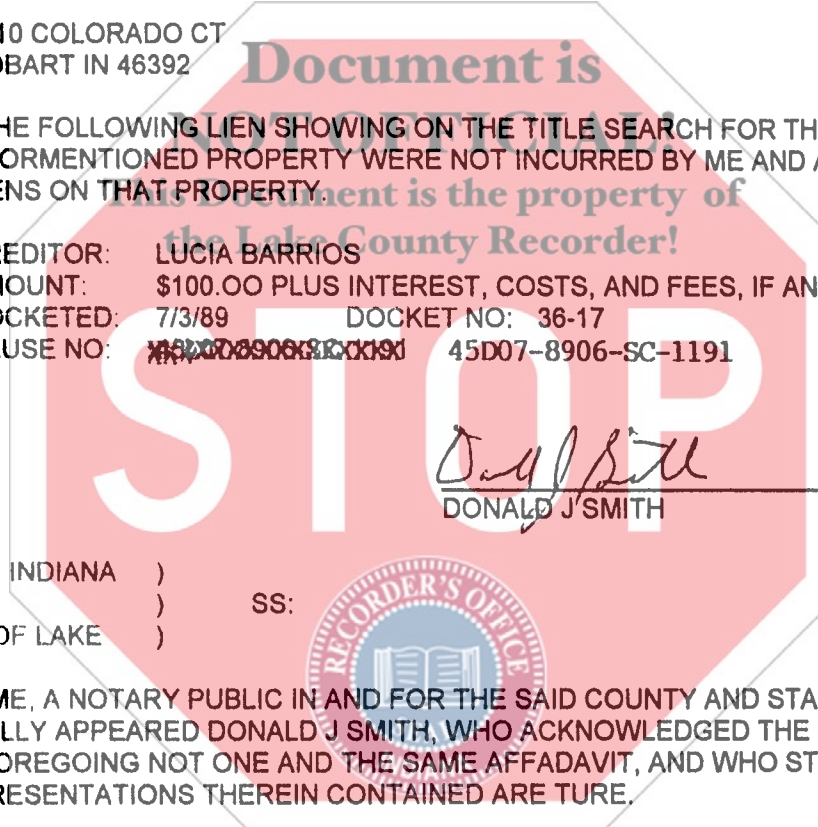 10 COLORADO CT
OBART IN 46392
Document is
NOT OFFICIAL!
HE FOLLOWING LIEN SHOWING ON THE TITLE SEARCH FOR TH
ORMENTIONED PROPERTY WERE NOT INCURRED BY ME AND A
ENS ON THAT PROPERTY.
This Document is the property of
the Lake County Recorder!
EDITOR: LUCIA BARRIOS
OUNT: $100.OO PLUS INTEREST, COSTS, AND FEES, IF AN
OCKETED: 7/3/89 DOCKET NO: 36-17
USE NO: 45D07-8906-SC-1191
STOP
DONALD J SMITH
INDIANA )
) SS:
OF LAKE )
RECORDER'S OFFICE
ME, A NOTARY PUBLIC IN AND FOR THE SAID COUNTY AND STA
LLY APPEARED DONALD J SMITH, WHO ACKNOWLEDGED THE
OREGOING NOT ONE AND THE SAME AFFADAVIT, AND WHO ST
RESENTATIONS THEREIN CONTAINED ARE TURE.